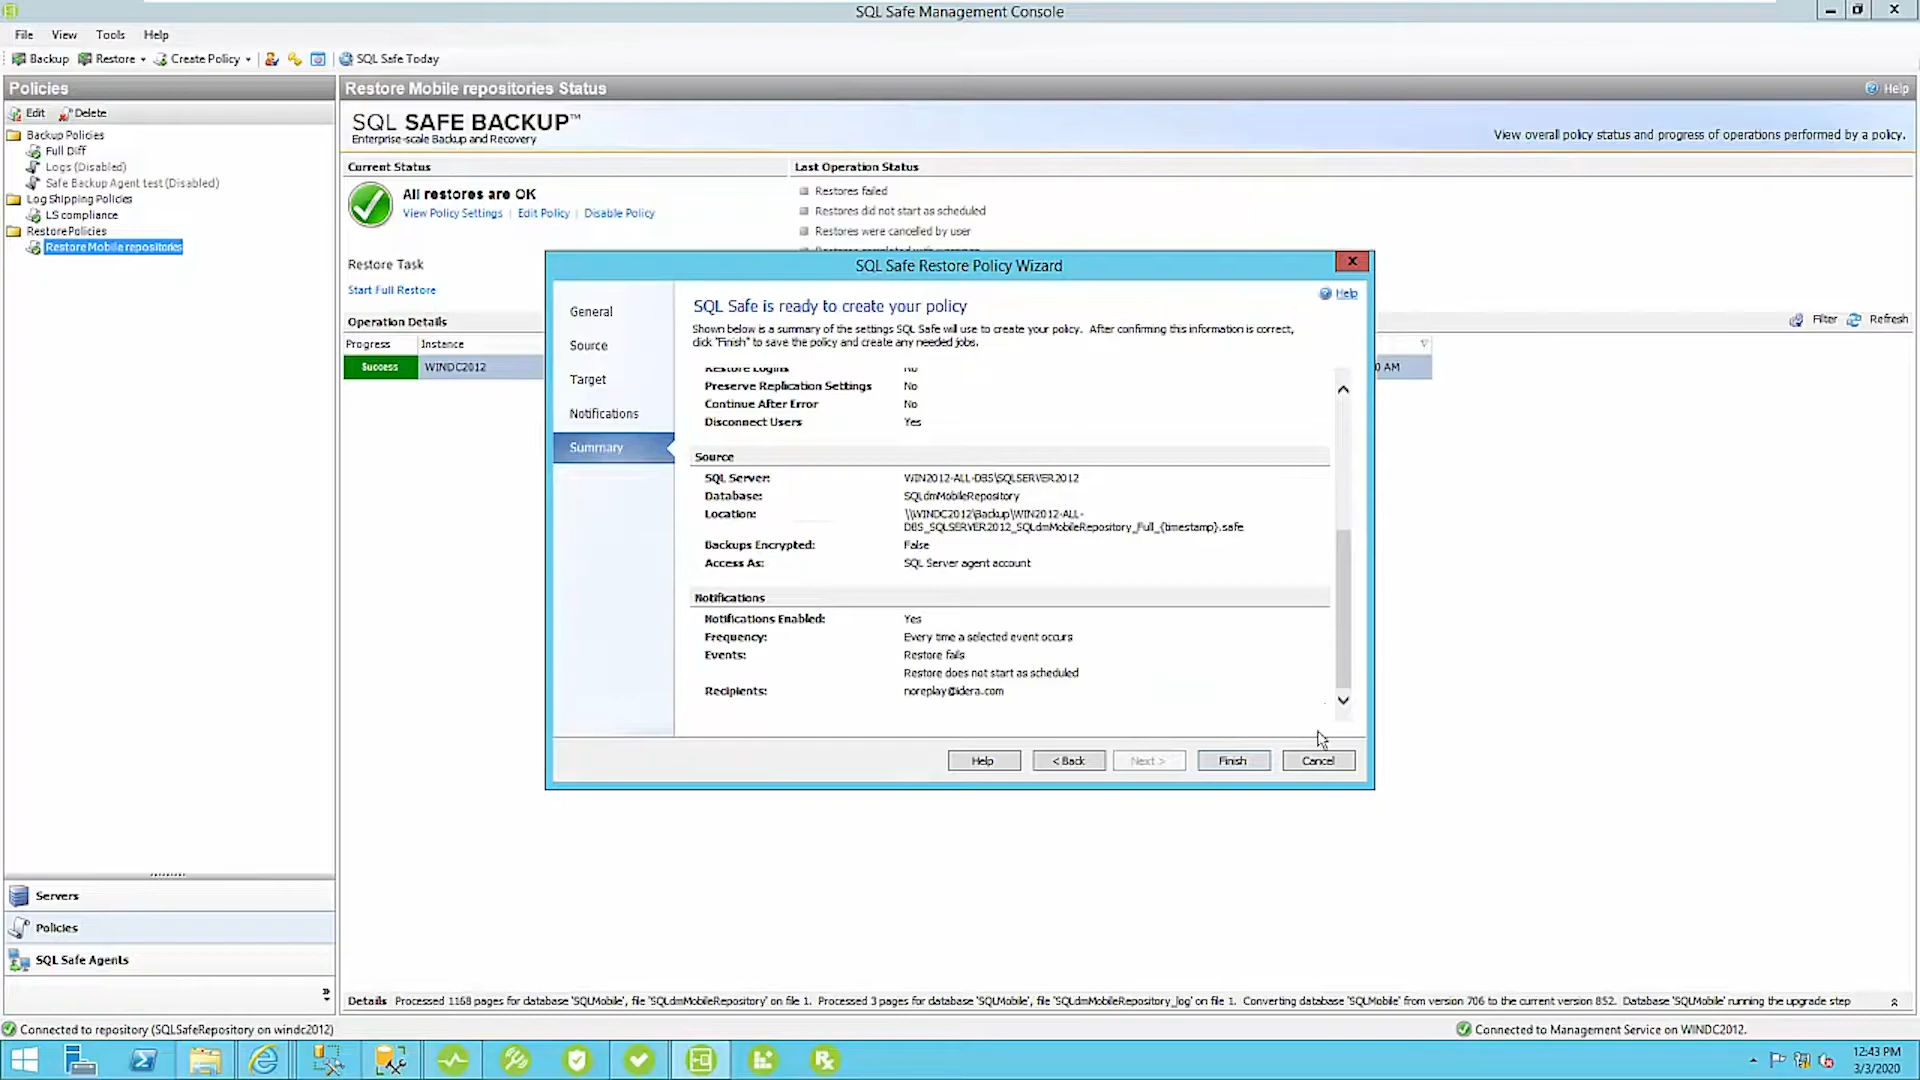 SQL Safe Management Console
File View Tools Help
Backup Restore Create Policy SQL Safe Today
Policies
Edit Delete
Backup Policies
Full Diff
Logs (Disabled)
Safe Backup Agent test (Disabled)
Log Shipping Policies
LS compliance
Restore Policies
Restore Mobile repositories
Restore Mobile repositories Status
Help
SQL SAFE BACKUP™
Enterprise-scale Backup and Recovery
View overall policy status and progress of operations performed by a policy.
Current Status
All restores are OK
View Policy Settings | Edit Policy | Disable Policy
Last Operation Status
Restores failed
Restores did not start as scheduled
Restores were cancelled by user
Restore Task
Start Full Restore
Operation Details
Filter Refresh
Progress Instance
Success WINDC2012
0 AM
SQL Safe Restore Policy Wizard
x
General
Source
Target
Notifications
Summary
Help
SQL Safe is ready to create your policy
Shown below is a summary of the settings SQL Safe will use to create your policy. After confirming this information is correct,
click "Finish" to save the policy and create any needed jobs.
Restore Logins No
Preserve Replication Settings No
Continue After Error No
Disconnect Users Yes
Source
SQL Server: WIN2012-ALL-DBS\SQLSERVER2012
Database: SQLdmMobileRepository
Location: \\WINDC2012\Backup\WIN2012-ALL-
DBS_SQLSERVER2012_SQLdmMobileRepository_Full_{timestamp}.safe
Backups Encrypted: False
Access As: SQL Server agent account
Notifications
Notifications Enabled: Yes
Frequency: Every time a selected event occurs
Events: Restore fails
Restore does not start as scheduled
Recipients: noreplay@idera.com
Help < Back Next > Finish Cancel
Servers
Policies
SQL Safe Agents
Details Processed 1168 pages for database 'SQLMobile', file 'SQLdmMobileRepository' on file 1. Processed 3 pages for database 'SQLMobile', file 'SQLdmMobileRepository_log' on file 1. Converting database 'SQLMobile' from version 706 to the current version 852. Database 'SQLMobile' running the upgrade step
Connected to repository (SQLSafeRepository on windc2012)
Connected to Management Service on WINDC2012.
12:43 PM
3/3/2020